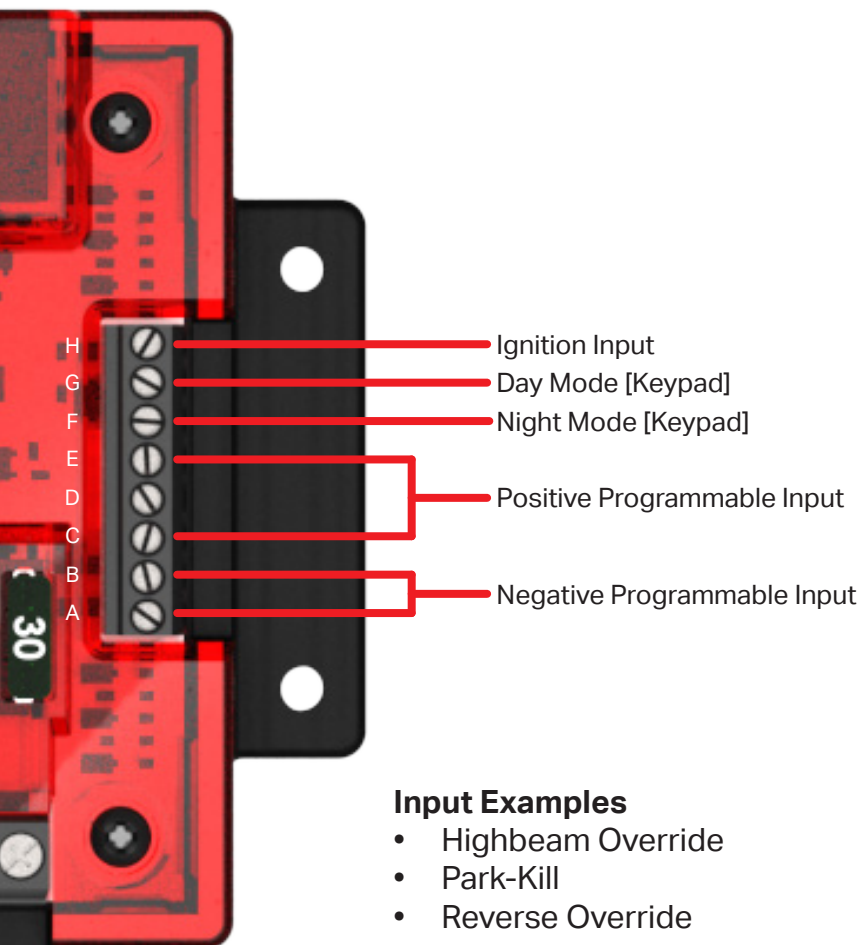 H
Ignition Input
G
Day Mode [Keypad]
F
Night Mode [Keypad]
E
D
Positive Programmable Input
C
B
Negative Programmable Input
A
30
Input Examples
• Highbeam Override
• Park-Kill
• Reverse Override